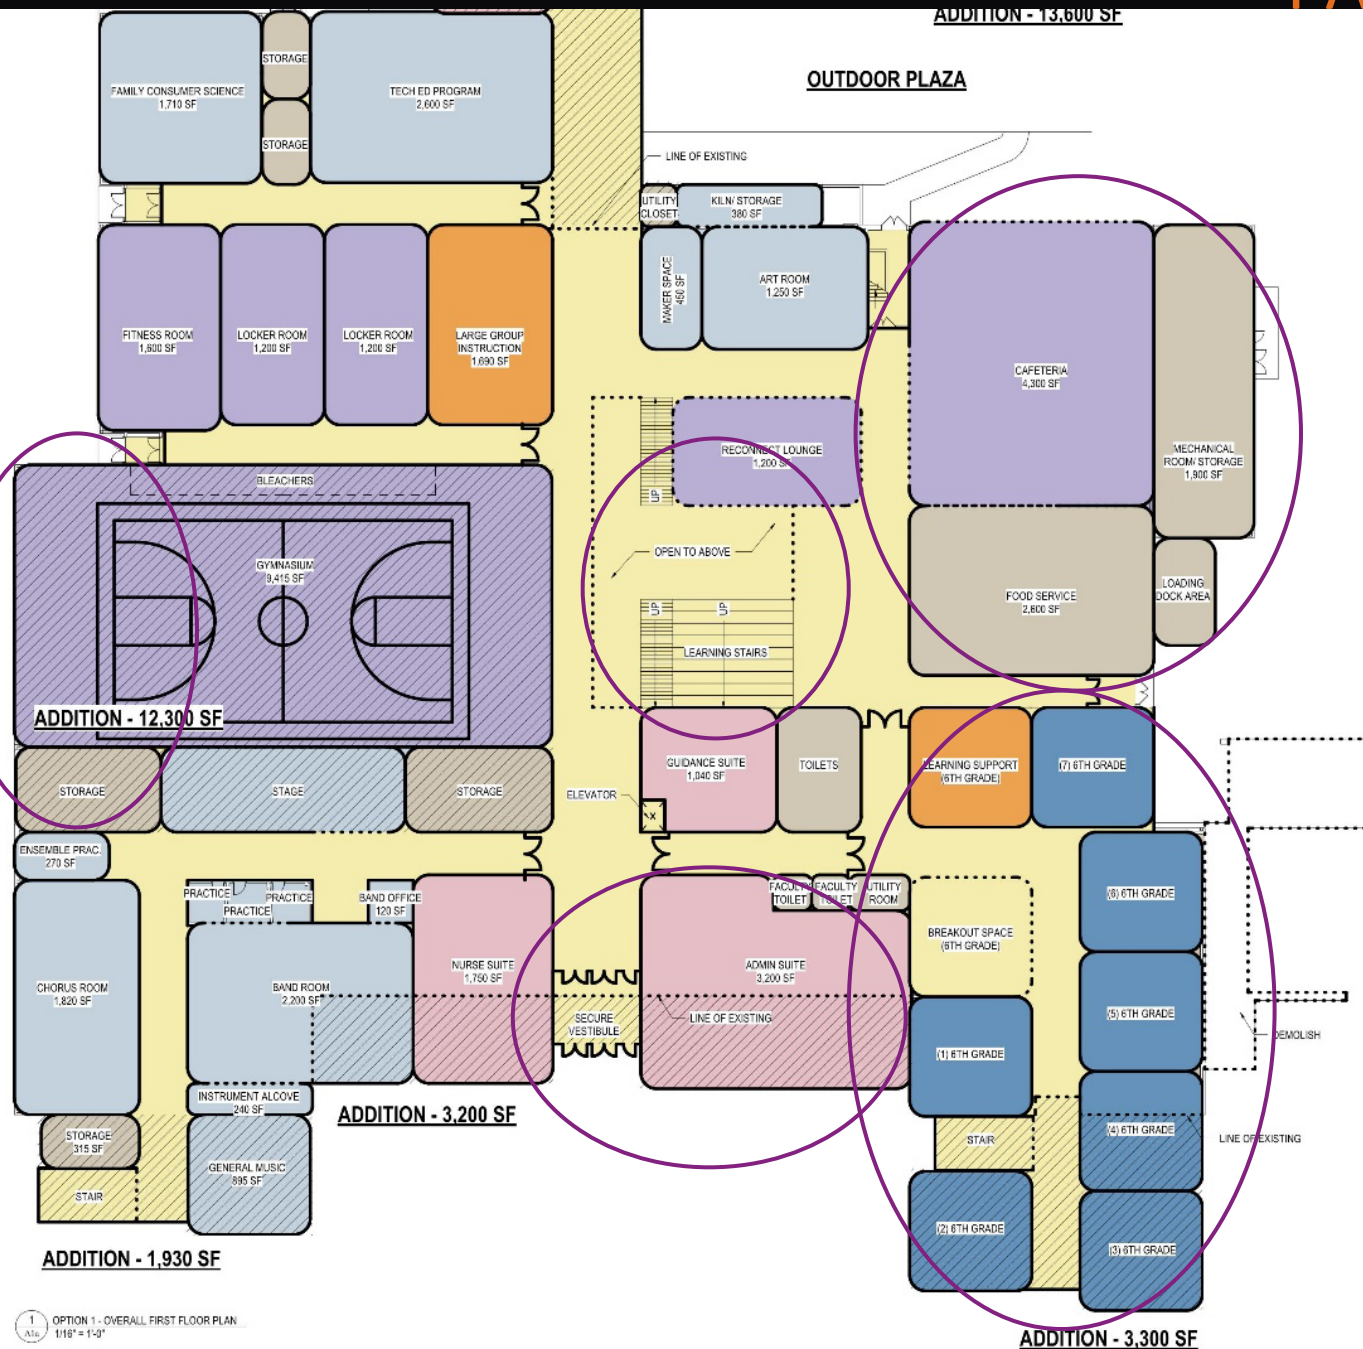 ADDITION - 13,600 SF
OUTDOOR PLAZA
STORAGE
FAMILY CONSUMER SCIENCE
1,710 SF
TECH ED PROGRAM
2,600 SF
STORAGE
LINE OF EXISTING
UTILITY
CLOSET
KILN/ STORAGE
380 SF
MAKER SPACE
450 SF
ART ROOM
1,250 SF
FITNESS ROOM
1,600 SF
LOCKER ROOM
1,200 SF
LOCKER ROOM
1,200 SF
LARGE GROUP
INSTRUCTION
1,690 SF
CAFETERIA
4,300 SF
MECHANICAL
ROOM/ STORAGE
1,900 SF
RECONNECT LOUNGE
1,200 SF
UP
BLEACHERS
GYMNASIUM
9,415 SF
OPEN TO ABOVE
FOOD SERVICE
2,600 SF
LOADING
DOCK AREA
UP
UP
LEARNING STAIRS
ADDITION - 12,300 SF
STORAGE
STAGE
STORAGE
ELEVATOR
GUIDANCE SUITE
1,040 SF
TOILETS
LEARNING SUPPORT
(6TH GRADE)
(7) 6TH GRADE
ENSEMBLE PRAC.
270 SF
PRACTICE
PRACTICE
PRACTICE
BAND OFFICE
120 SF
FACULTY
TOILET
FACULTY
TOILET
UTILITY
ROOM
(6) 6TH GRADE
BREAKOUT SPACE
(6TH GRADE)
CHORUS ROOM
1,820 SF
BAND ROOM
2,200 SF
NURSE SUITE
1,750 SF
ADMIN SUITE
3,200 SF
SECURE
VESTIBULE
LINE OF EXISTING
(5) 6TH GRADE
DEMOLISH
(1) 6TH GRADE
INSTRUMENT ALCOVE
240 SF
ADDITION - 3,200 SF
STORAGE
315 SF
STAIR
(4) 6TH GRADE
LINE OF EXISTING
GENERAL MUSIC
895 SF
STAIR
(2) 6TH GRADE
(3) 6TH GRADE
ADDITION - 1,930 SF
1
A1a
OPTION 1 - OVERALL FIRST FLOOR PLAN
1/16" = 1'-0"
ADDITION - 3,300 SF